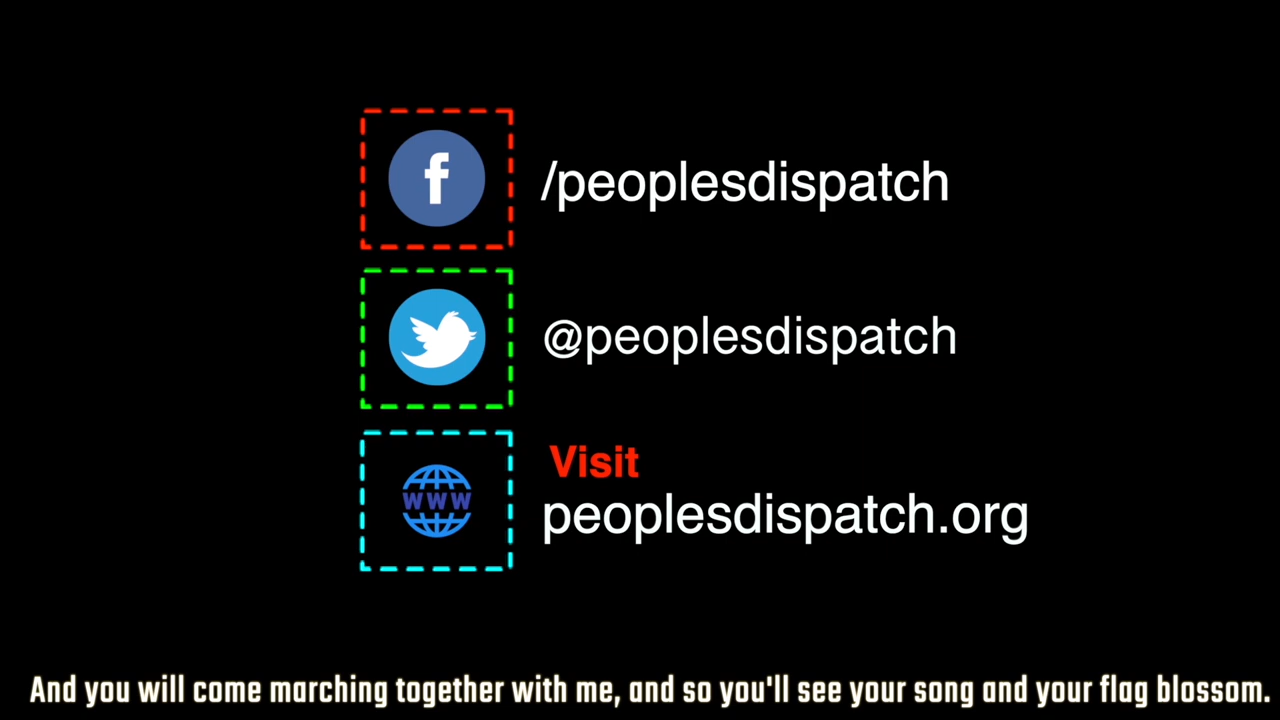 f
/peoplesdispatch
@peoplesdispatch
Visit
WWW
peoplesdispatch.org
And you will come marching together with me, and so you'll see your song and your flag blossom.